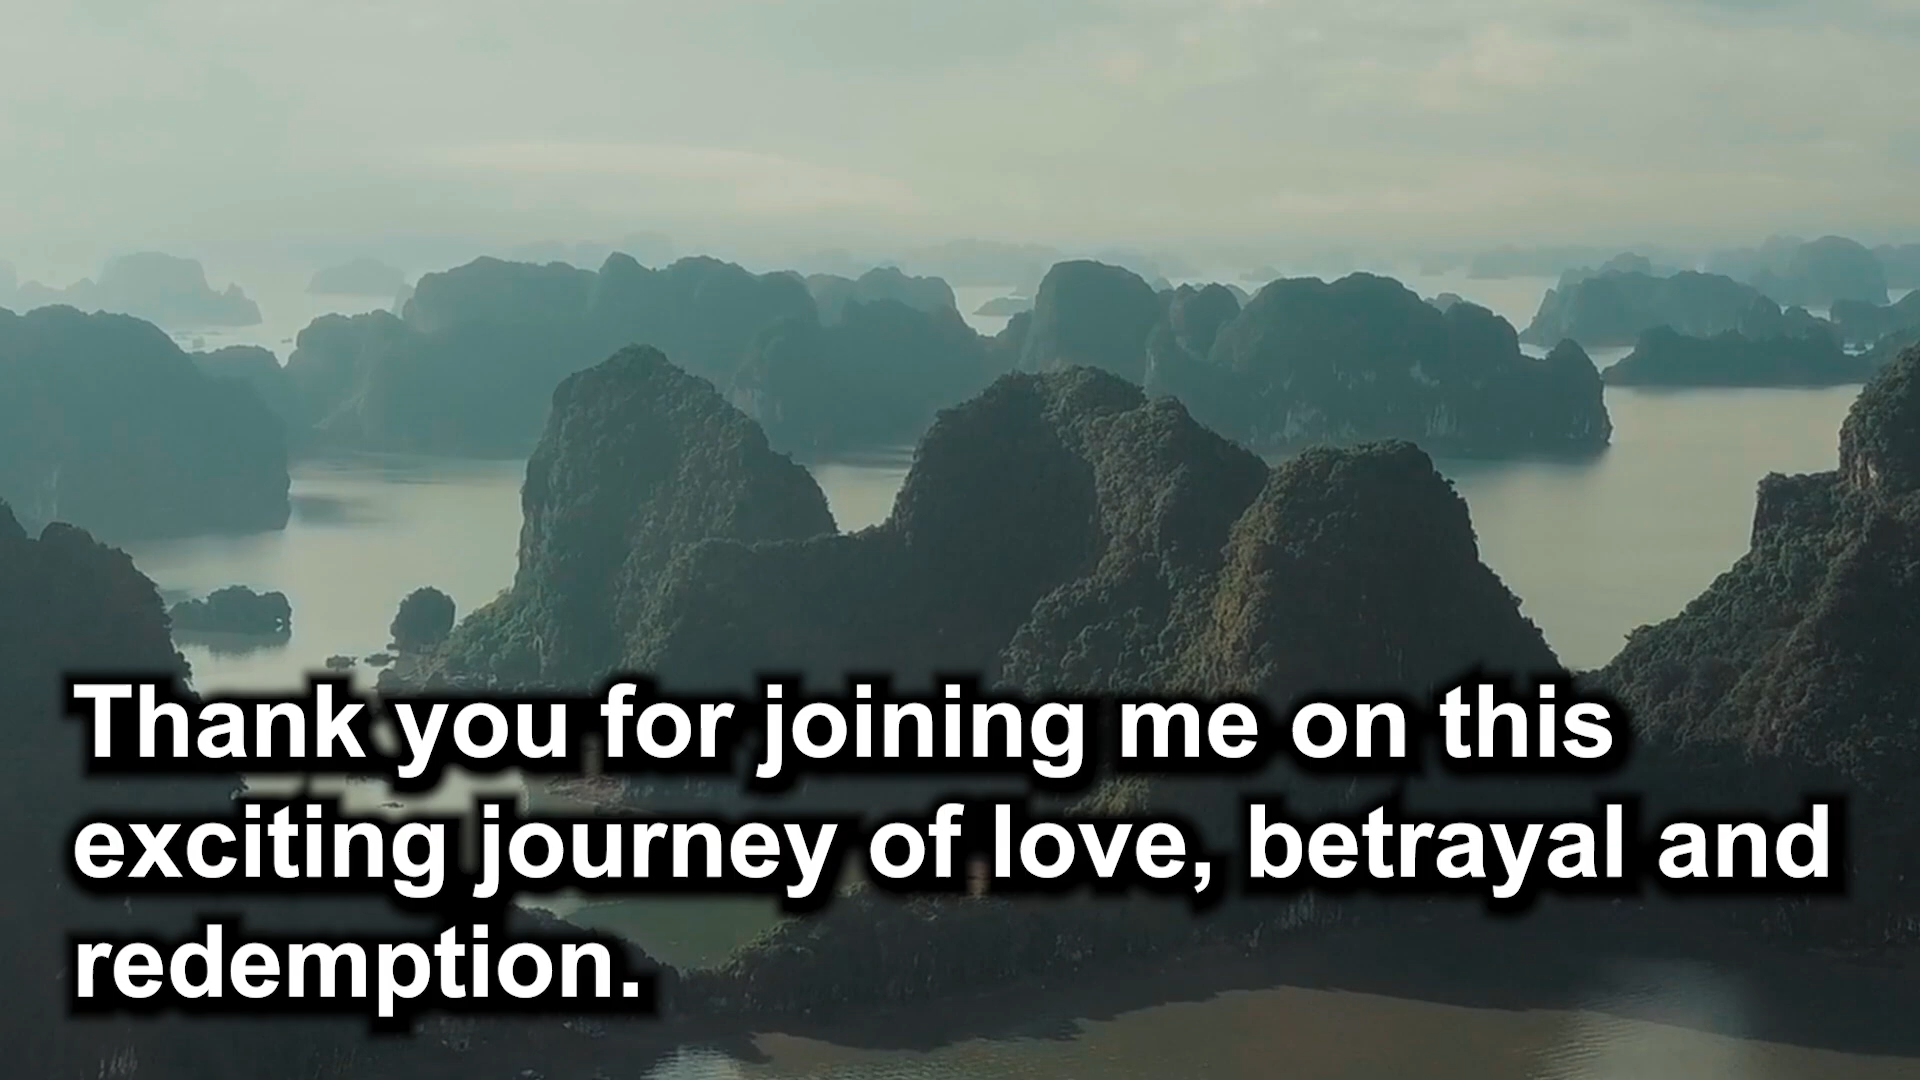 Thank you for joining me on this
exciting journey of love, betrayal and
redemption.